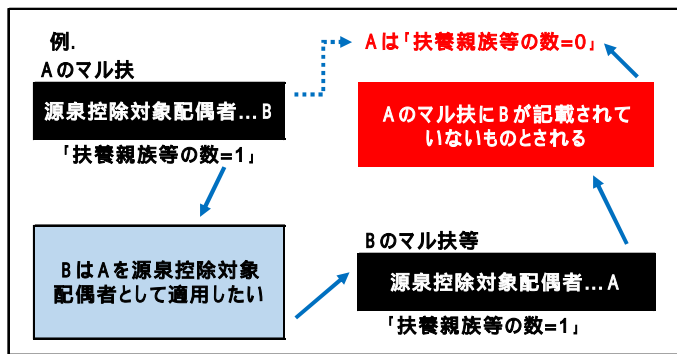 例.
Aのマル扶
源泉控除対象配偶者…B
「扶養親族等の数=1」
Aは「扶養親族等の数=0」
Aのマル扶にBが記載されて
いないものとされる
BはAを源泉控除対象
配偶者として適用したい
Bのマル扶等
源泉控除対象配偶者…A
「扶養親族等の数=1」